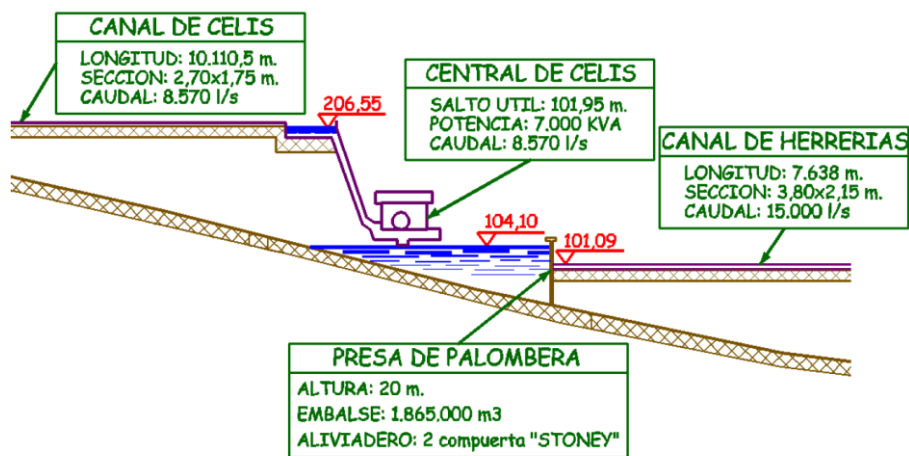 CANAL DE CELIS
LONGITUD: 10.110,5 m.
SECCION: 2,70x1,75 m.
CAUDAL: 8.570 l/s
206,55
CENTRAL DE CELIS
SALTO UTIL: 101,95 m.
POTENCIA: 7.000 KVA
CAUDAL: 8.570 l/s
CANAL DE HERRERIAS
LONGITUD: 7.638 m.
SECCION: 3,80x2,15 m.
CAUDAL: 15.000 l/s
104,10
101,09
PRESA DE PALOMBERA
ALTURA: 20 m.
EMBALSE: 1.865.000 m3
ALIVIADERO: 2 compuerta "STONEY"